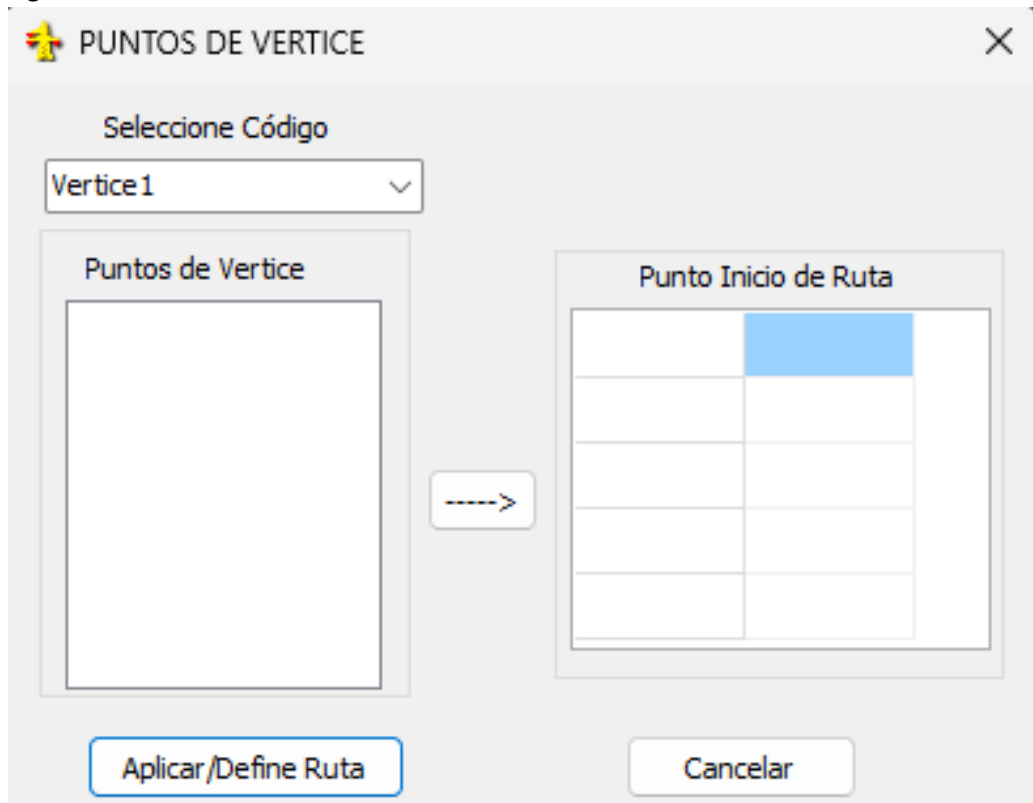 PUNTOS DE VERTICE
Seleccione Código
Vertice1
Puntos de Vertice
Punto Inicio de Ruta
----->
Aplicar/Define Ruta
Cancelar